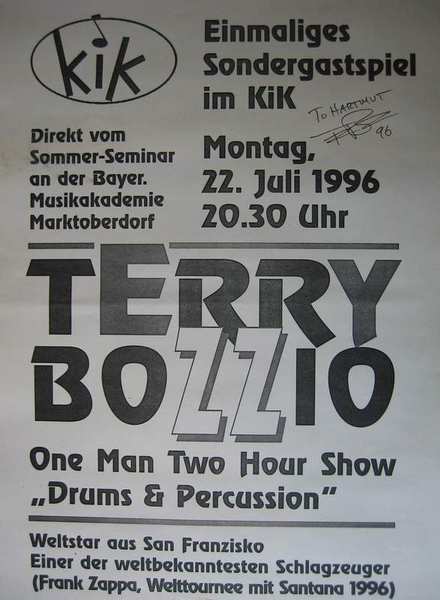 kik
Einmaliges
Sondergastspiel
im KiK
To Hartmut
96
Direkt vom
Sommer-Seminar
an der Bayer.
Musikakademie
Marktoberdorf
Montag,
22. Juli 1996
20.30 Uhr
TERRY
BOZZIO
One Man Two Hour Show
„Drums & Percussion"
Weltstar aus San Franzisko
Einer der weltbekanntesten Schlagzeuger
(Frank Zappa, Welttournee mit Santana 1996)